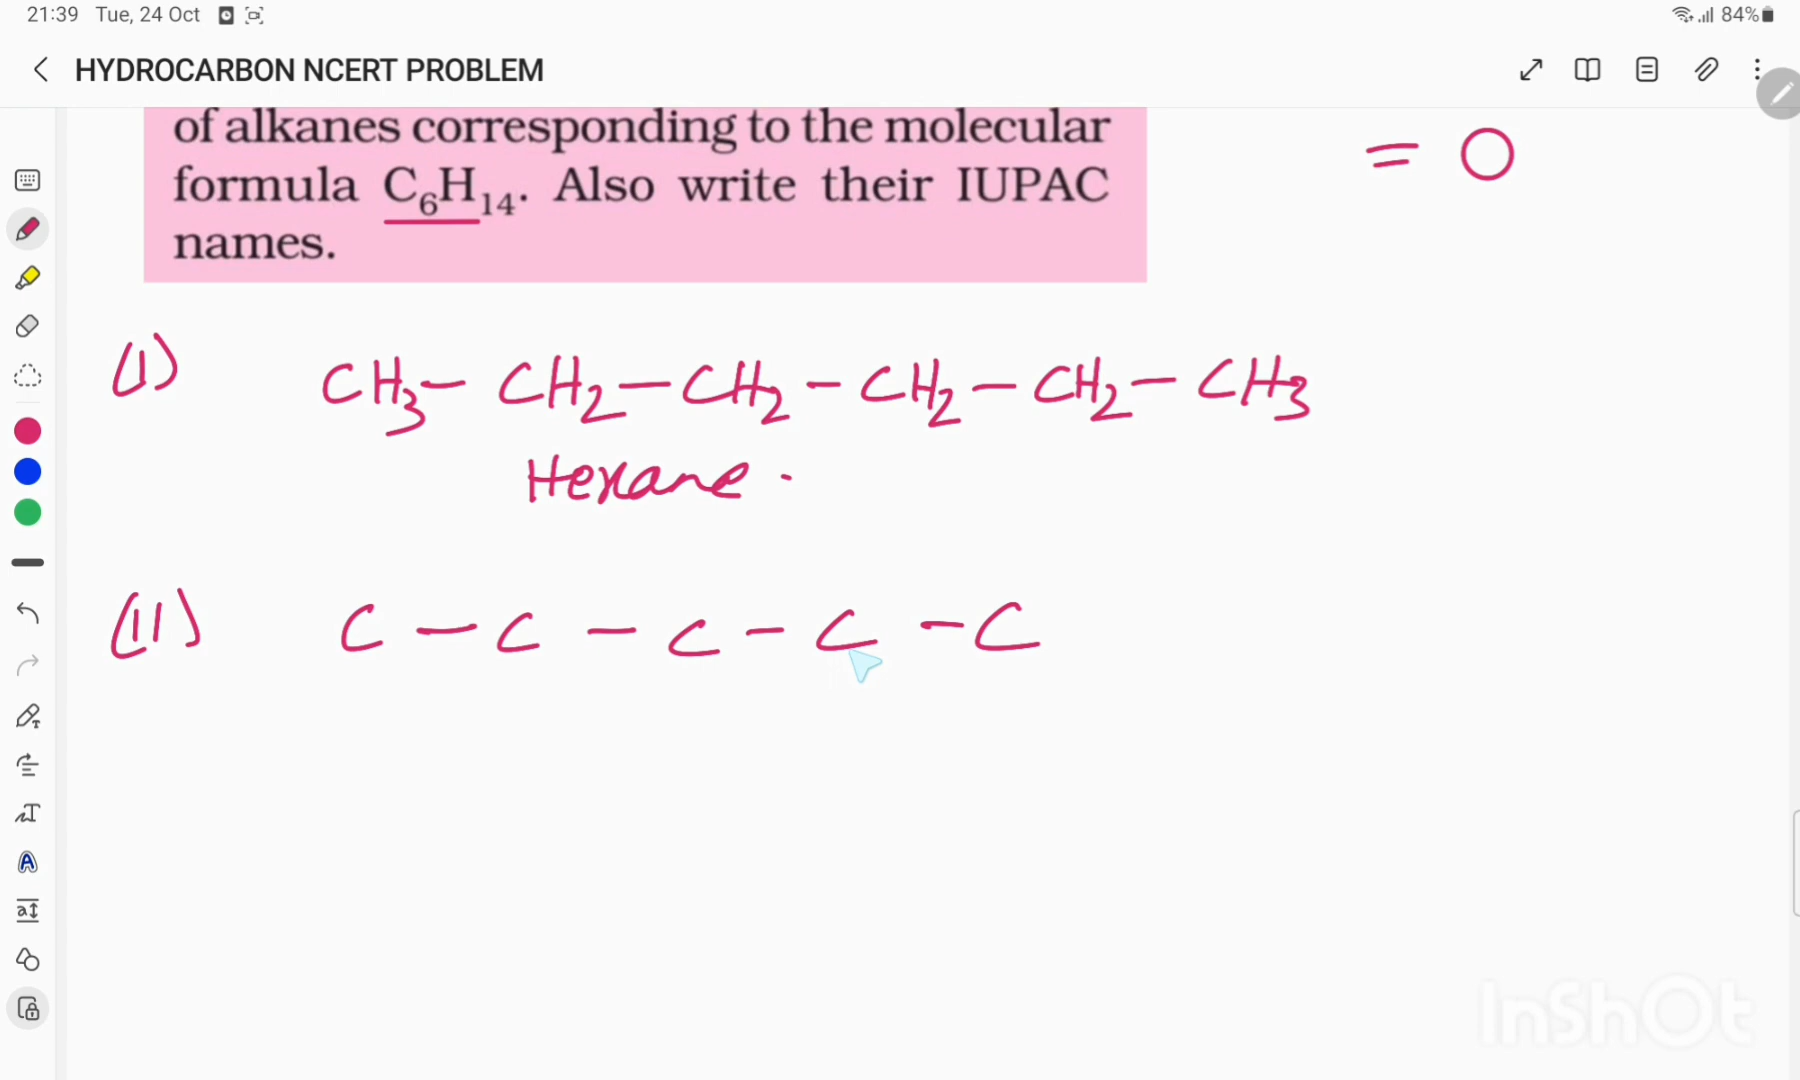 21:39 Tue, 24 Oct 84%
HYDROCARBON NCERT PROBLEM
of alkanes corresponding to the molecular
formula C₆H₁₄. Also write their IUPAC
names.
= 0
(I) CH₃ - CH₂ - CH₂ - CH₂ - CH₂ - CH₃
Hexane.
(II) C - C - C - C - C
InShOt